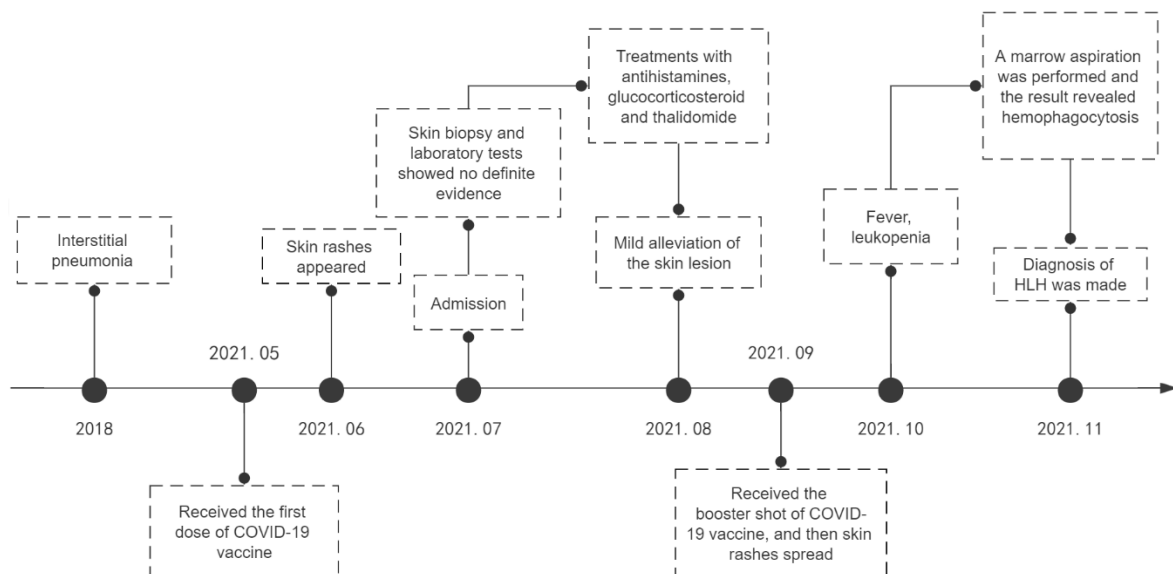 Interstitial
pneumonia
2018
2021. 05
Received the first
dose of COVID-19
vaccine
Skin rashes
appeared
2021. 06
Skin biopsy and
laboratory tests
showed no definite
evidence
Admission
2021. 07
Treatments with
antihistamines,
glucocorticosteroid
and thalidomide
Mild alleviation of
the skin lesion
2021. 08
2021. 09
Received the
booster shot of COVID-
19 vaccine, and then skin
rashes spread
Fever,
leukopenia
2021. 10
A marrow aspiration
was performed and
the result revealed
hemophagocytosis
Diagnosis of
HLH was made
2021. 11